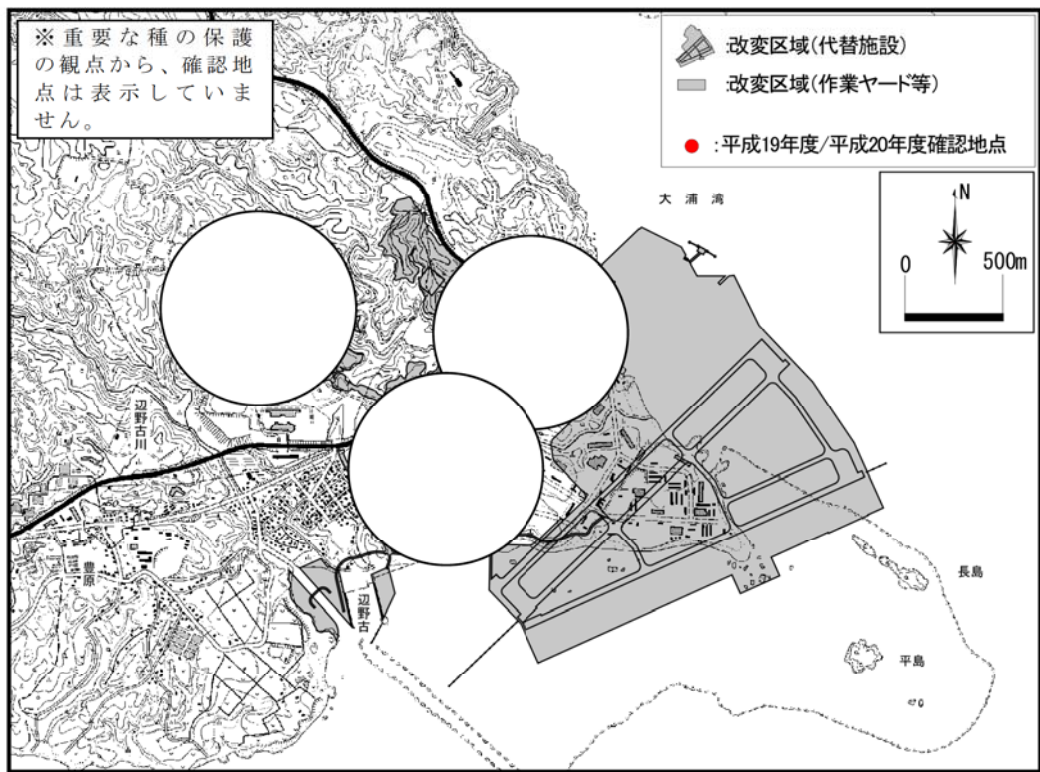 ※重要な種の保護
の観点から、確認地
点は表示していま
せん。
:改変区域(代替施設)
:改変区域(作業ヤード等)
:平成19年度/平成20年度確認地点
大浦湾
N
0 500m
辺野古川
豊原
辺野古
長島
平島